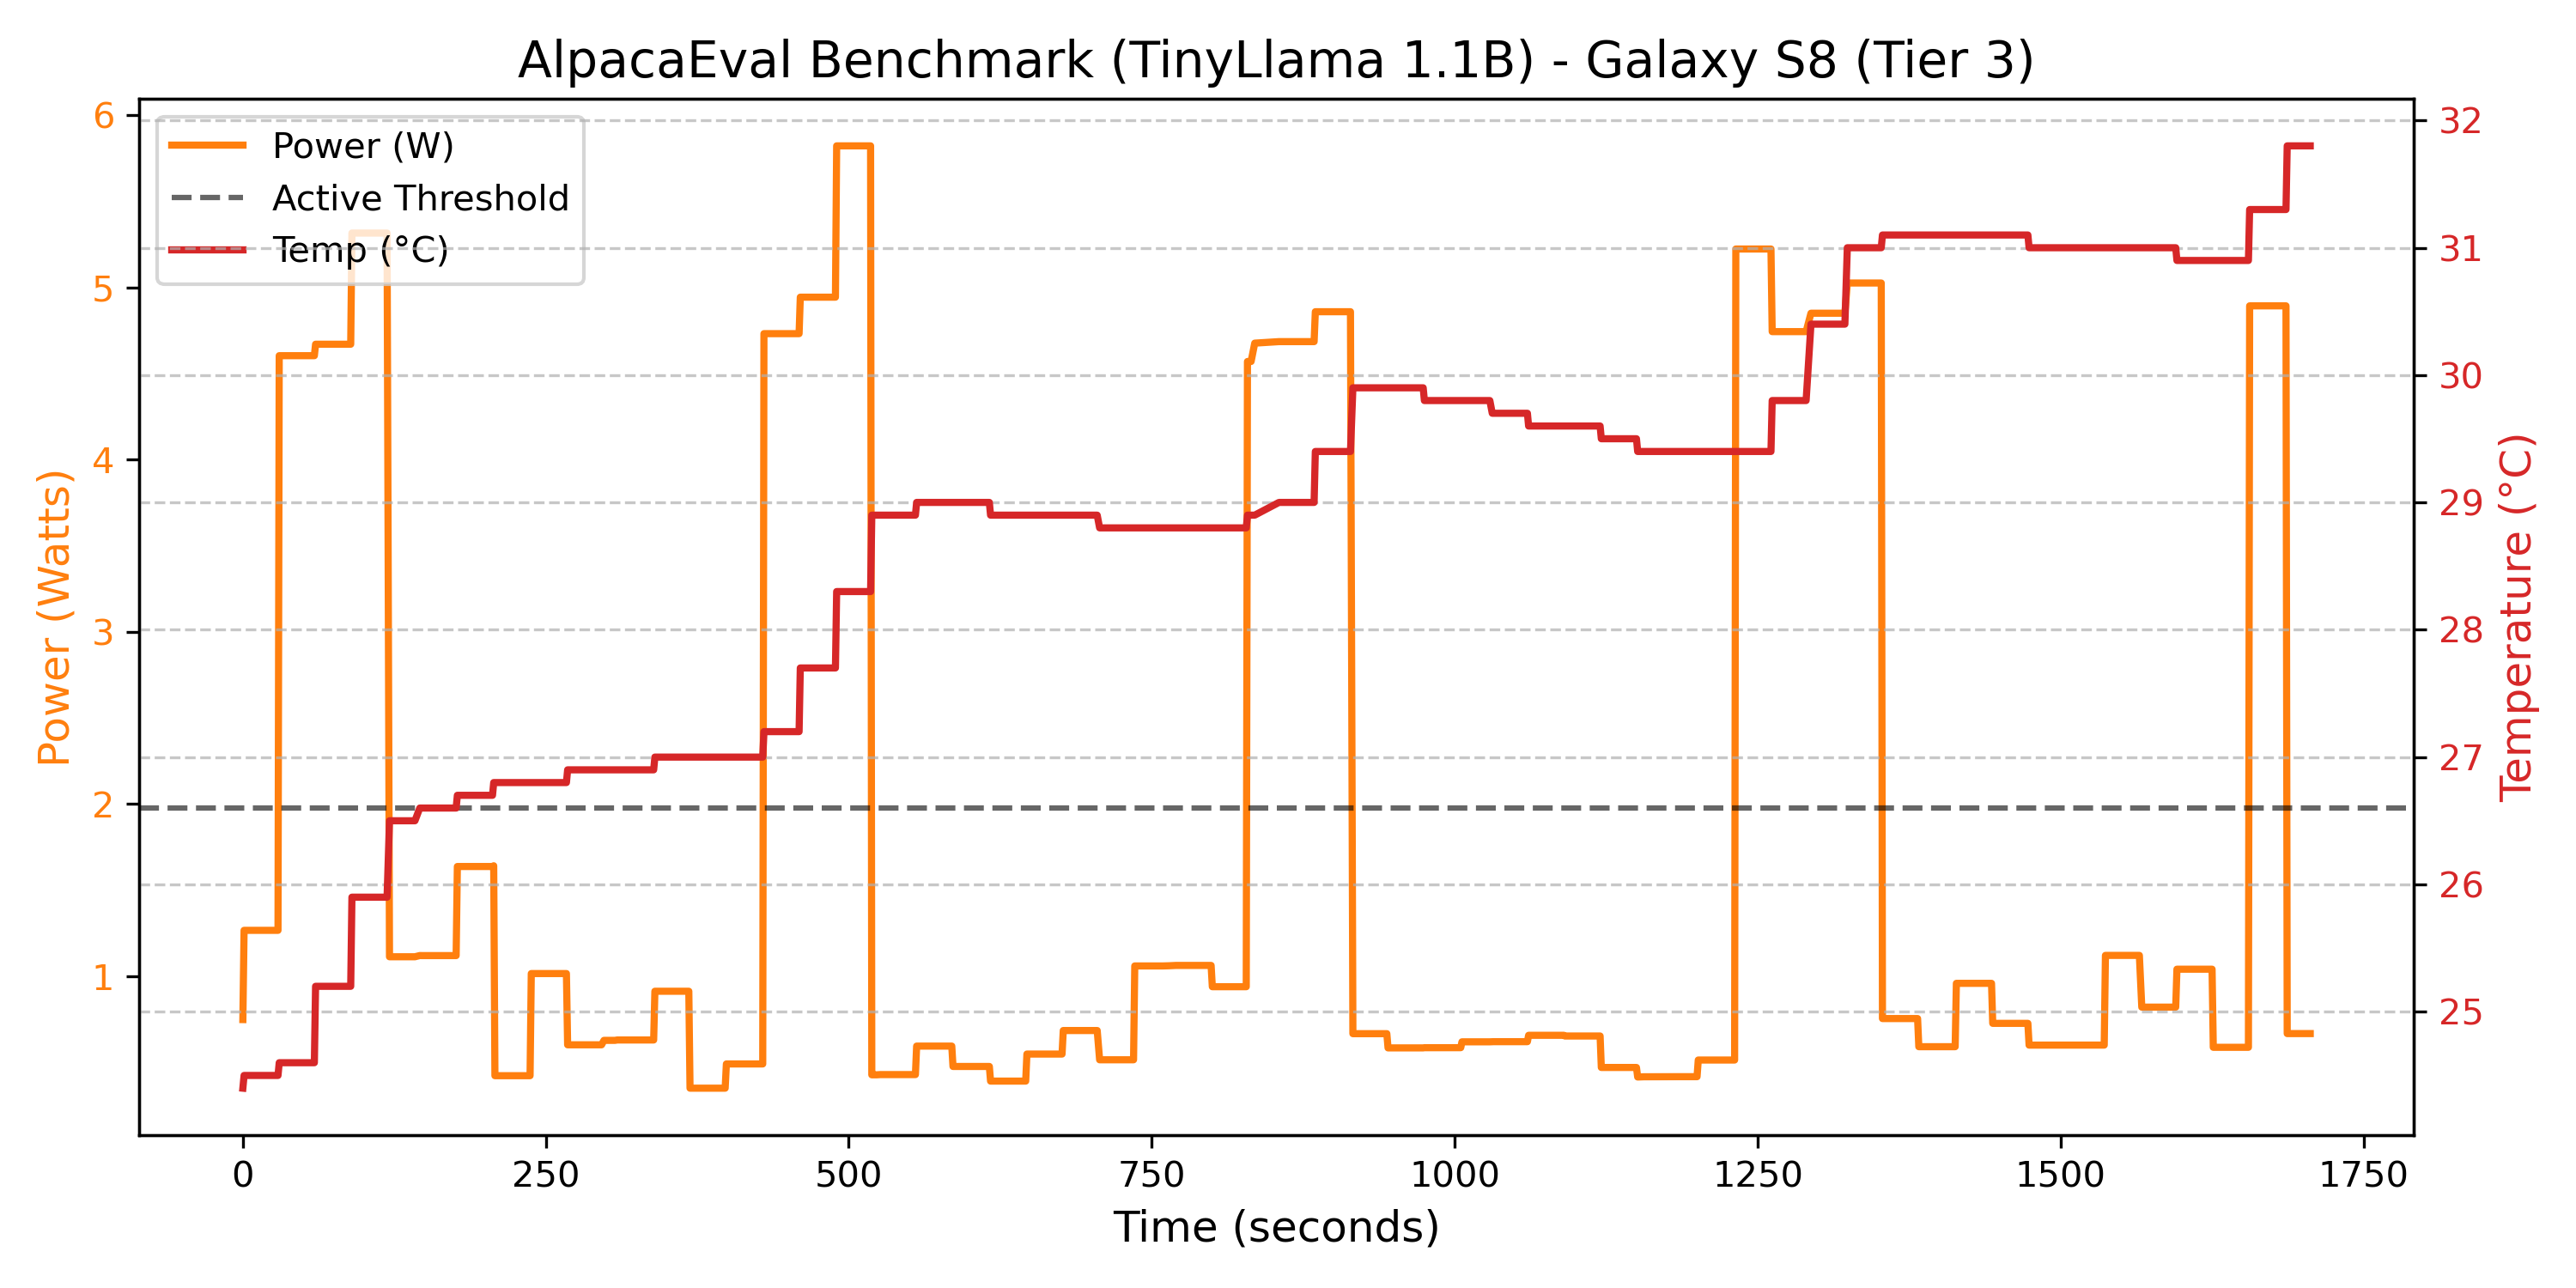 AlpacaEval Benchmark (TinyLlama 1.1B) - Galaxy S8 (Tier 3)
Power (W)
Active Threshold
Temp (°C)
Power (Watts)
6
5
4
3
2
1
32
31
30
29
28
27
26
25
Temperature (°C)
0 250 500 750 1000 1250 1500 1750
Time (seconds)